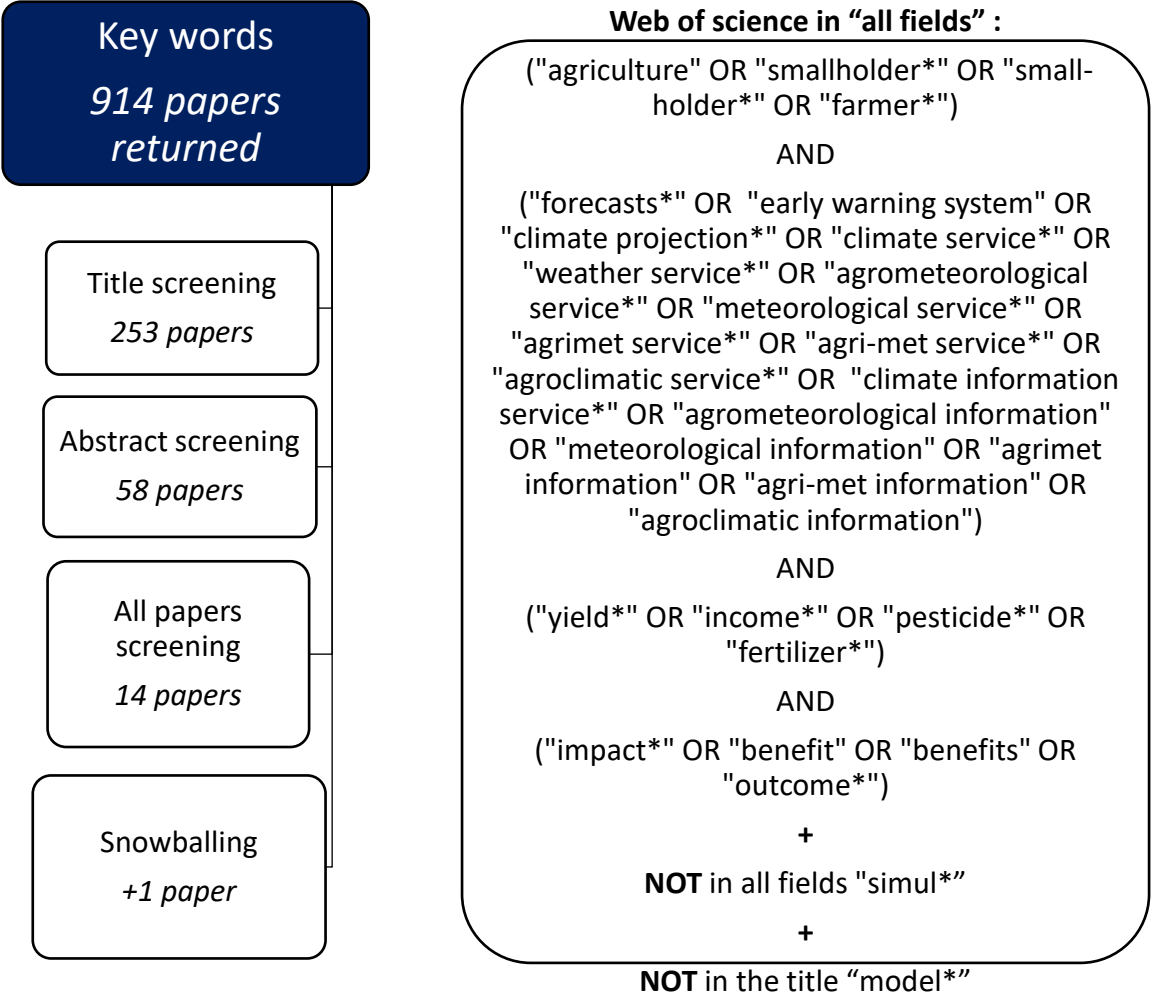 Key words
914 papers
returned
Title screening
253 papers
Abstract screening
58 papers
All papers
screening
14 papers
Snowballing
+1 paper
Web of science in “all fields” :
("agriculture" OR "smallholder*" OR "small-
holder*" OR "farmer*")
AND
("forecasts*" OR "early warning system" OR
"climate projection*" OR "climate service*" OR
"weather service*" OR "agrometeorological
service*" OR "meteorological service*" OR
"agrimet service*" OR "agri-met service*" OR
"agroclimatic service*" OR "climate information
service*" OR "agrometeorological information"
OR "meteorological information" OR "agrimet
information" OR "agri-met information" OR
"agroclimatic information")
AND
("yield*" OR "income*" OR "pesticide*" OR
"fertilizer*")
AND
("impact*" OR "benefit" OR "benefits" OR
"outcome*")
+
NOT in all fields "simul*”
+
NOT in the title “model*”